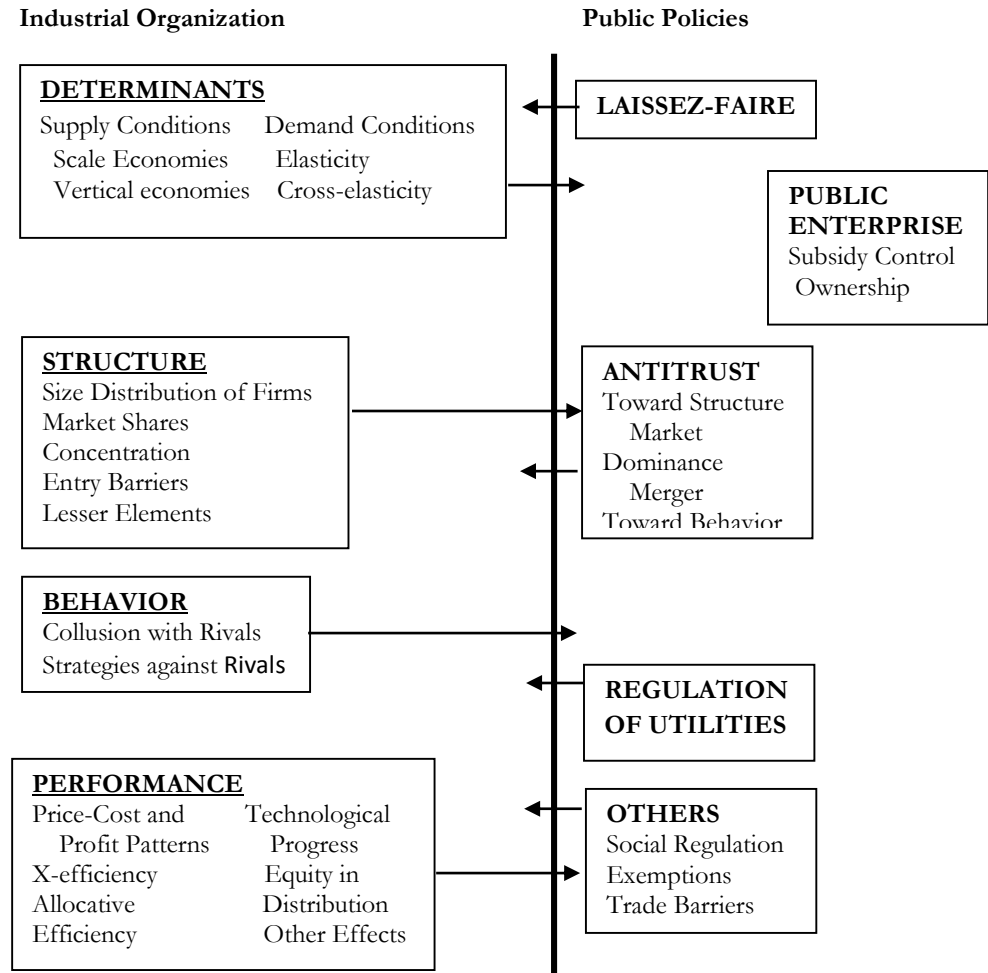 Industrial Organization
Public Policies
DETERMINANTS
Supply Conditions Demand Conditions
Scale Economies Elasticity
Vertical economies Cross-elasticity
LAISSEZ-FAIRE
PUBLIC
ENTERPRISE
Subsidy Control
Ownership
STRUCTURE
Size Distribution of Firms
Market Shares
Concentration
Entry Barriers
Lesser Elements
ANTITRUST
Toward Structure
Market
Dominance
Merger
Toward Behavior
BEHAVIOR
Collusion with Rivals
Strategies against Rivals
REGULATION
OF UTILITIES
PERFORMANCE
Price-Cost and Technological
Profit Patterns Progress
X-efficiency Equity in
Allocative Distribution
Efficiency Other Effects
OTHERS
Social Regulation
Exemptions
Trade Barriers